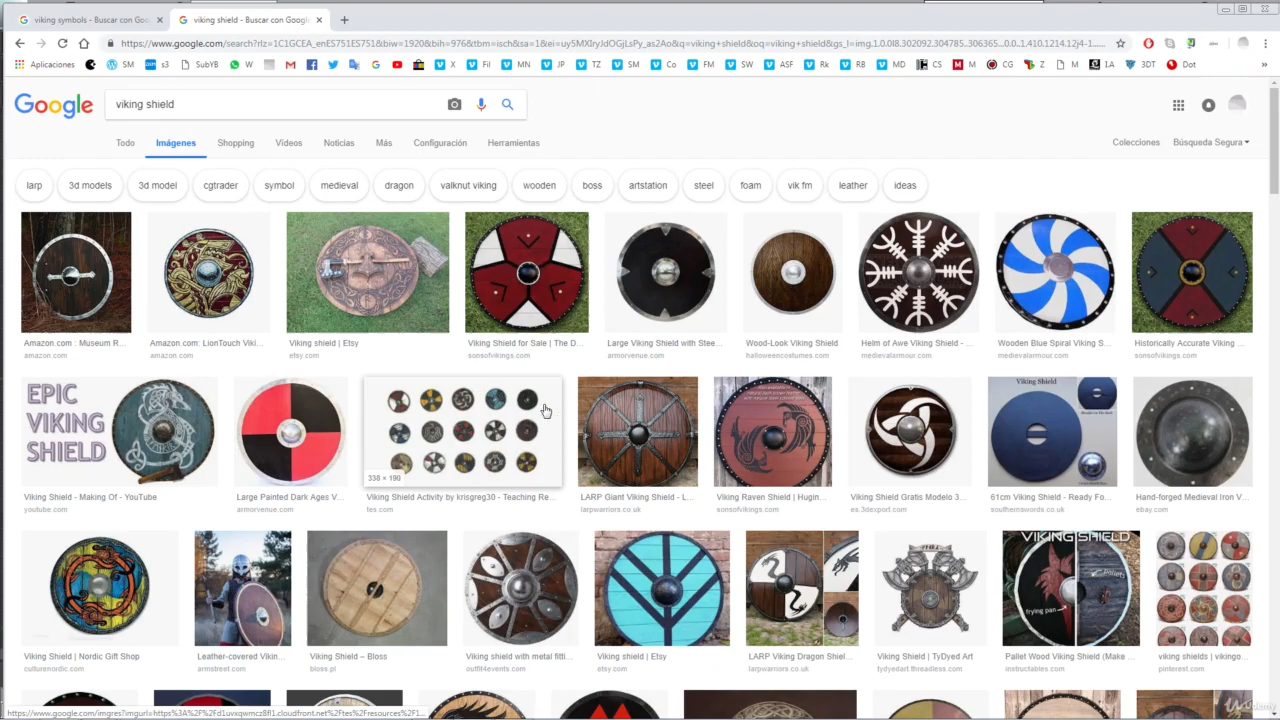 viking symbols - Buscar con Goo
viking shield - Buscar con Google
https://www.google.com/search?rlz=1C1GCEA_enES751ES751&biw=1920&bih=976&tbm=isch&sa=1&ei=uy5MXIryJdOGjLsPy_as2Ao&q=viking+shield&oq=viking+shield&gs_l=img.1.0.0l8.302092.304785..306365...0.0..1.410.1214.12j4-1......
Aplicaciones SM s3 SubYB W X Fil MN JP TZ SM Co FM SW ASF Rk RB MD CS M CG Z M I.A 3DT Dot
Google
viking shield
Todo Imágenes Shopping Vídeos Noticias Más Configuración Herramientas Colecciones Búsqueda Segura
larp 3d models 3d model cgtrader symbol medieval dragon valknut viking wooden boss artstation steel foam vik fm leather ideas
Amazon.com : Museum R... Amazon.com: LionTouch Viki... Viking shield | Etsy Viking Shield for Sale | The D... Large Viking Shield with Stee... Wood-Look Viking Shield Helm of Awe Viking Shield - ... Wooden Blue Spiral Viking S... Historically Accurate Viking ...
amazon.com amazon.com etsy.com sonsofvikings.com armorvenue.com halloweencostumes.com medievalarmour.com medievalarmour.com sonsofvikings.com
EPIC
VIKING
SHIELD
Viking Shield
338 × 190
Viking Shield - Making Of - YouTube Large Painted Dark Ages V... Viking Shield Activity by krisgreg30 - Teaching Re... LARP Giant Viking Shield - L... Viking Raven Shield | Hugin... Viking Shield Gratis Modelo 3... 61cm Viking Shield - Ready Fo... Hand-forged Medieval Iron V...
youtube.com armorvenue.com tes.com larpwarriors.co.uk sonsofvikings.com es.3dexport.com southernswords.co.uk ebay.com
VIKING SHIELD
Pallets
frying pan
Viking Shield | Nordic Gift Shop Leather-covered Vikin... Viking Shield – Bloss Viking shield with metal fitti... Viking shield | Etsy LARP Viking Dragon Shiel... Viking Shield | TyDyed Art Pallet Wood Viking Shield (Make ... viking shields | vikingo...
culturenordic.com armstreet.com bloss.pl outfit4events.com etsy.com larpwarriors.co.uk tydyedart.threadless.com instructables.com pinterest.com
Udemy